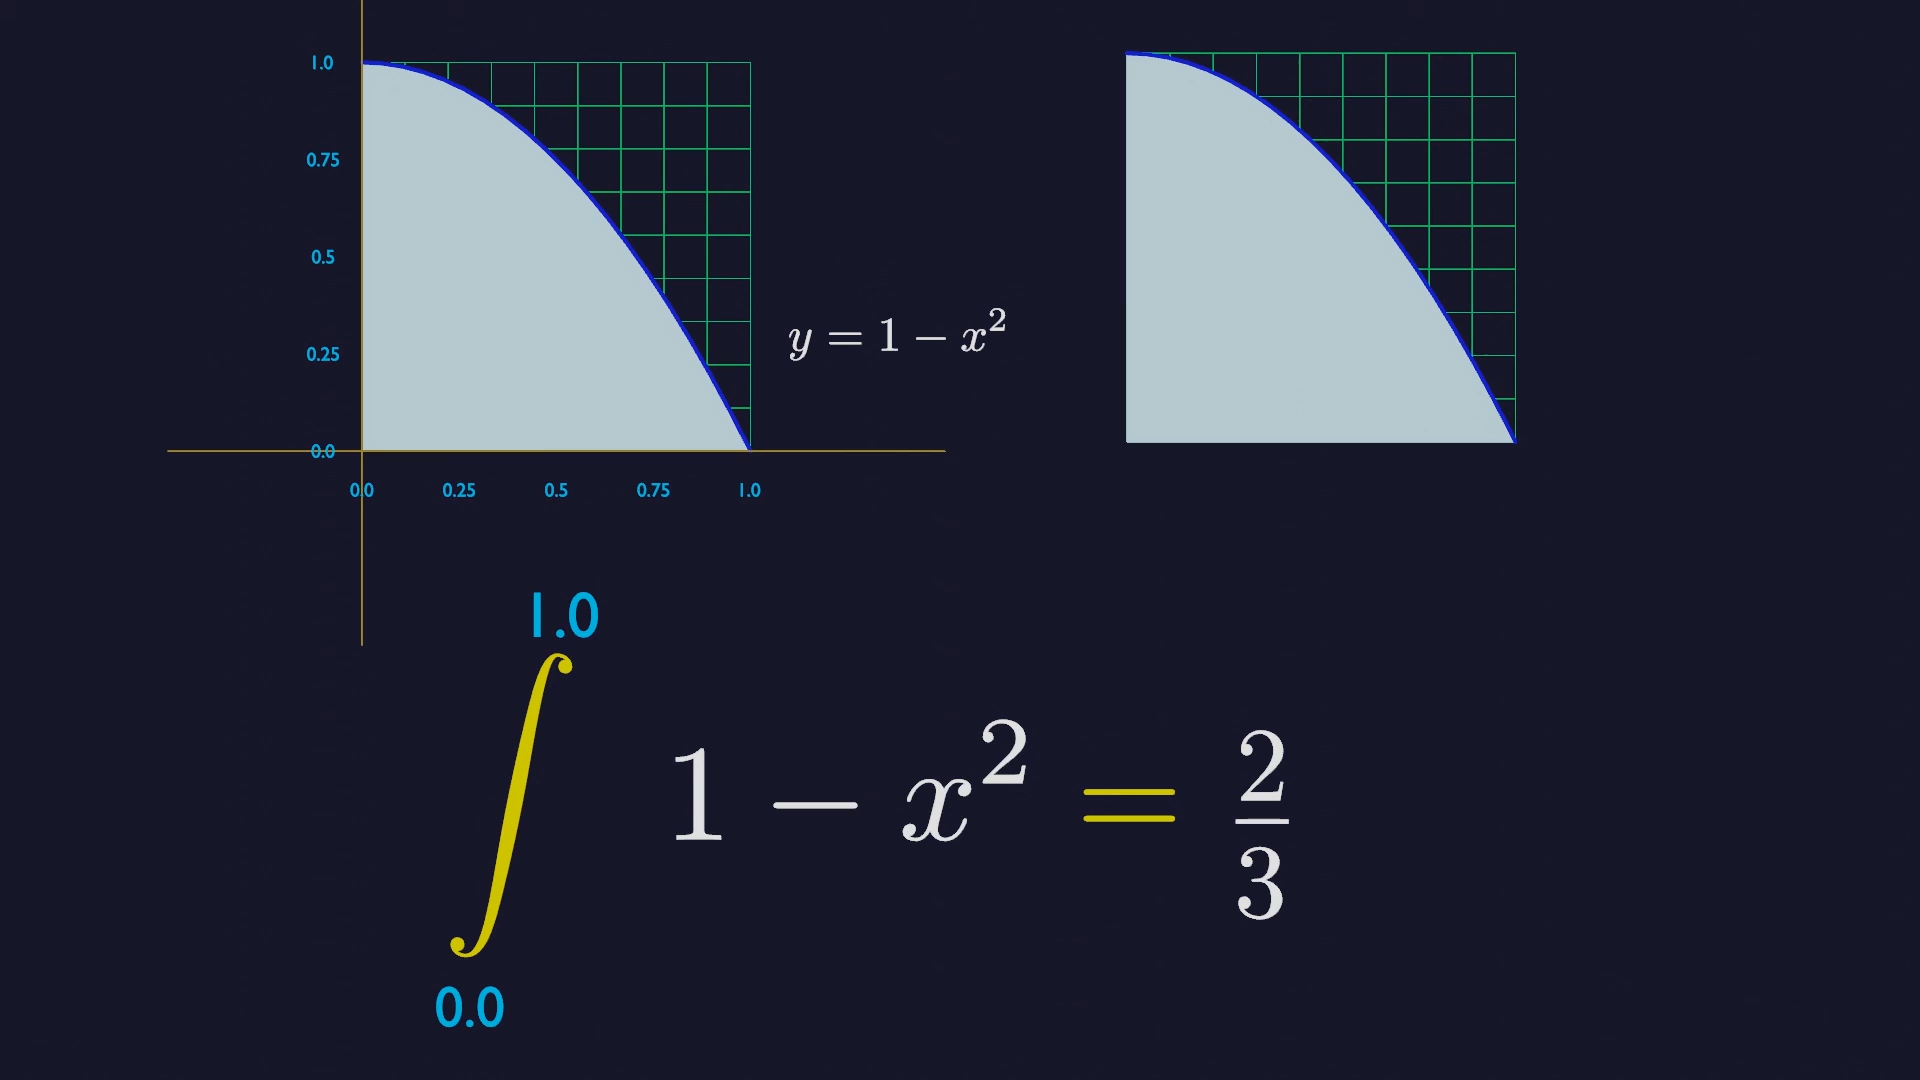 1.0
0.75
0.5
0.25
0.0
0.0 0.25 0.5 0.75 1.0
y = 1 − x²
1.0
∫ 1 − x² = 2/3
0.0